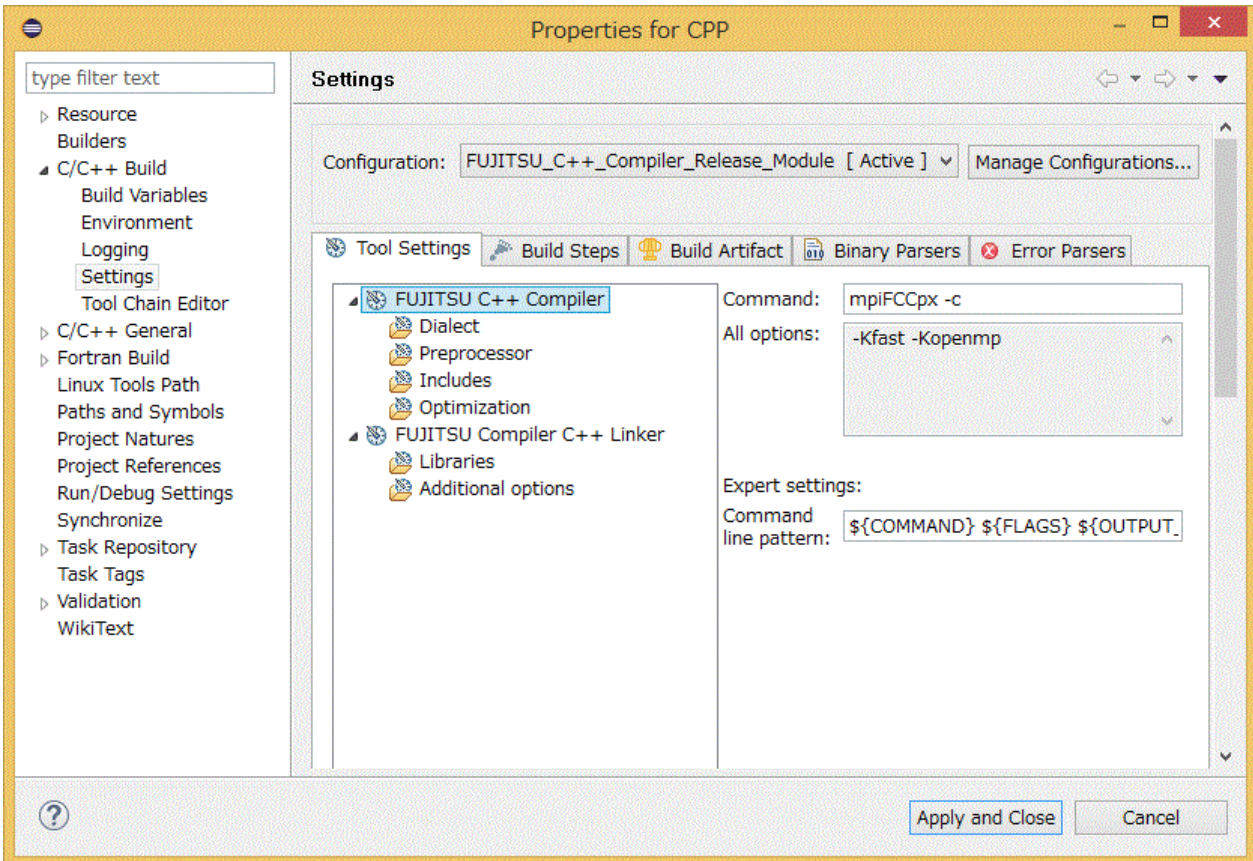 Properties for CPP
type filter text
Resource
Builders
C/C++ Build
Build Variables
Environment
Logging
Settings
Tool Chain Editor
C/C++ General
Fortran Build
Linux Tools Path
Paths and Symbols
Project Natures
Project References
Run/Debug Settings
Synchronize
Task Repository
Task Tags
Validation
WikiText
Settings
Configuration: FUJITSU_C++_Compiler_Release_Module [ Active ] Manage Configurations...
Tool Settings Build Steps Build Artifact Binary Parsers Error Parsers
FUJITSU C++ Compiler
Dialect
Preprocessor
Includes
Optimization
FUJITSU Compiler C++ Linker
Libraries
Additional options
Command: mpiFCCpx -c
All options: -Kfast -Kopenmp
Expert settings:
Command
line pattern: ${COMMAND} ${FLAGS} ${OUTPUT_
Apply and Close Cancel